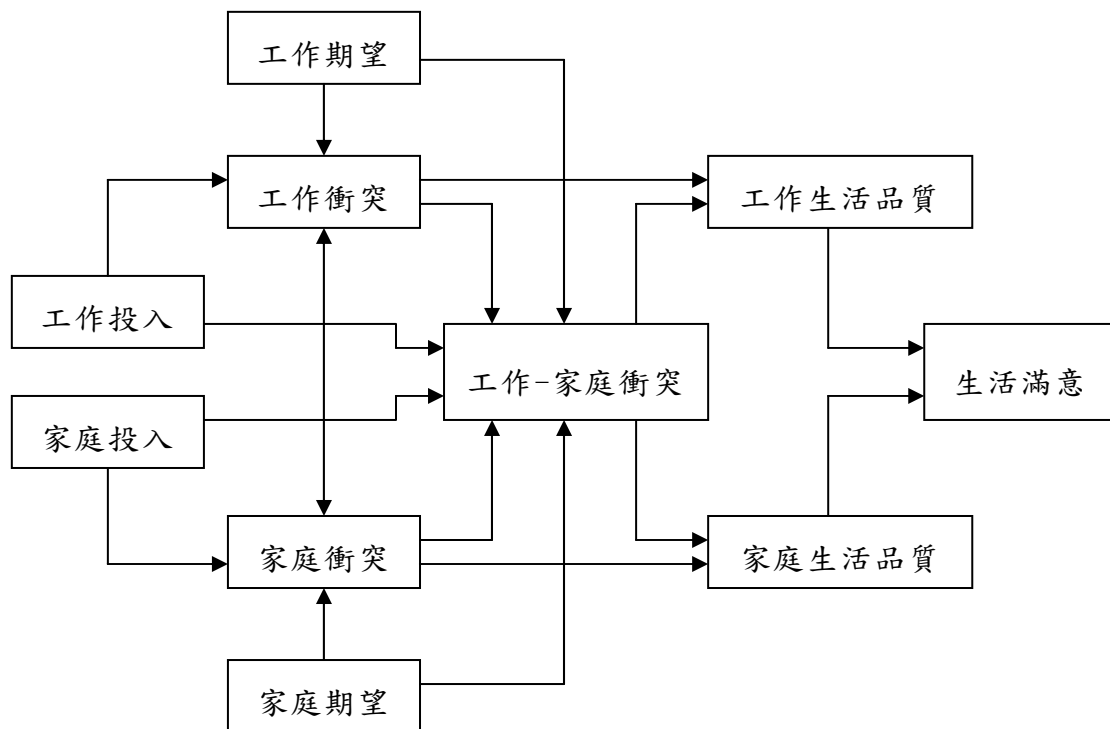 工作期望
工作衝突
工作生活品質
工作投入
工作-家庭衝突
生活滿意
家庭投入
家庭衝突
家庭生活品質
家庭期望